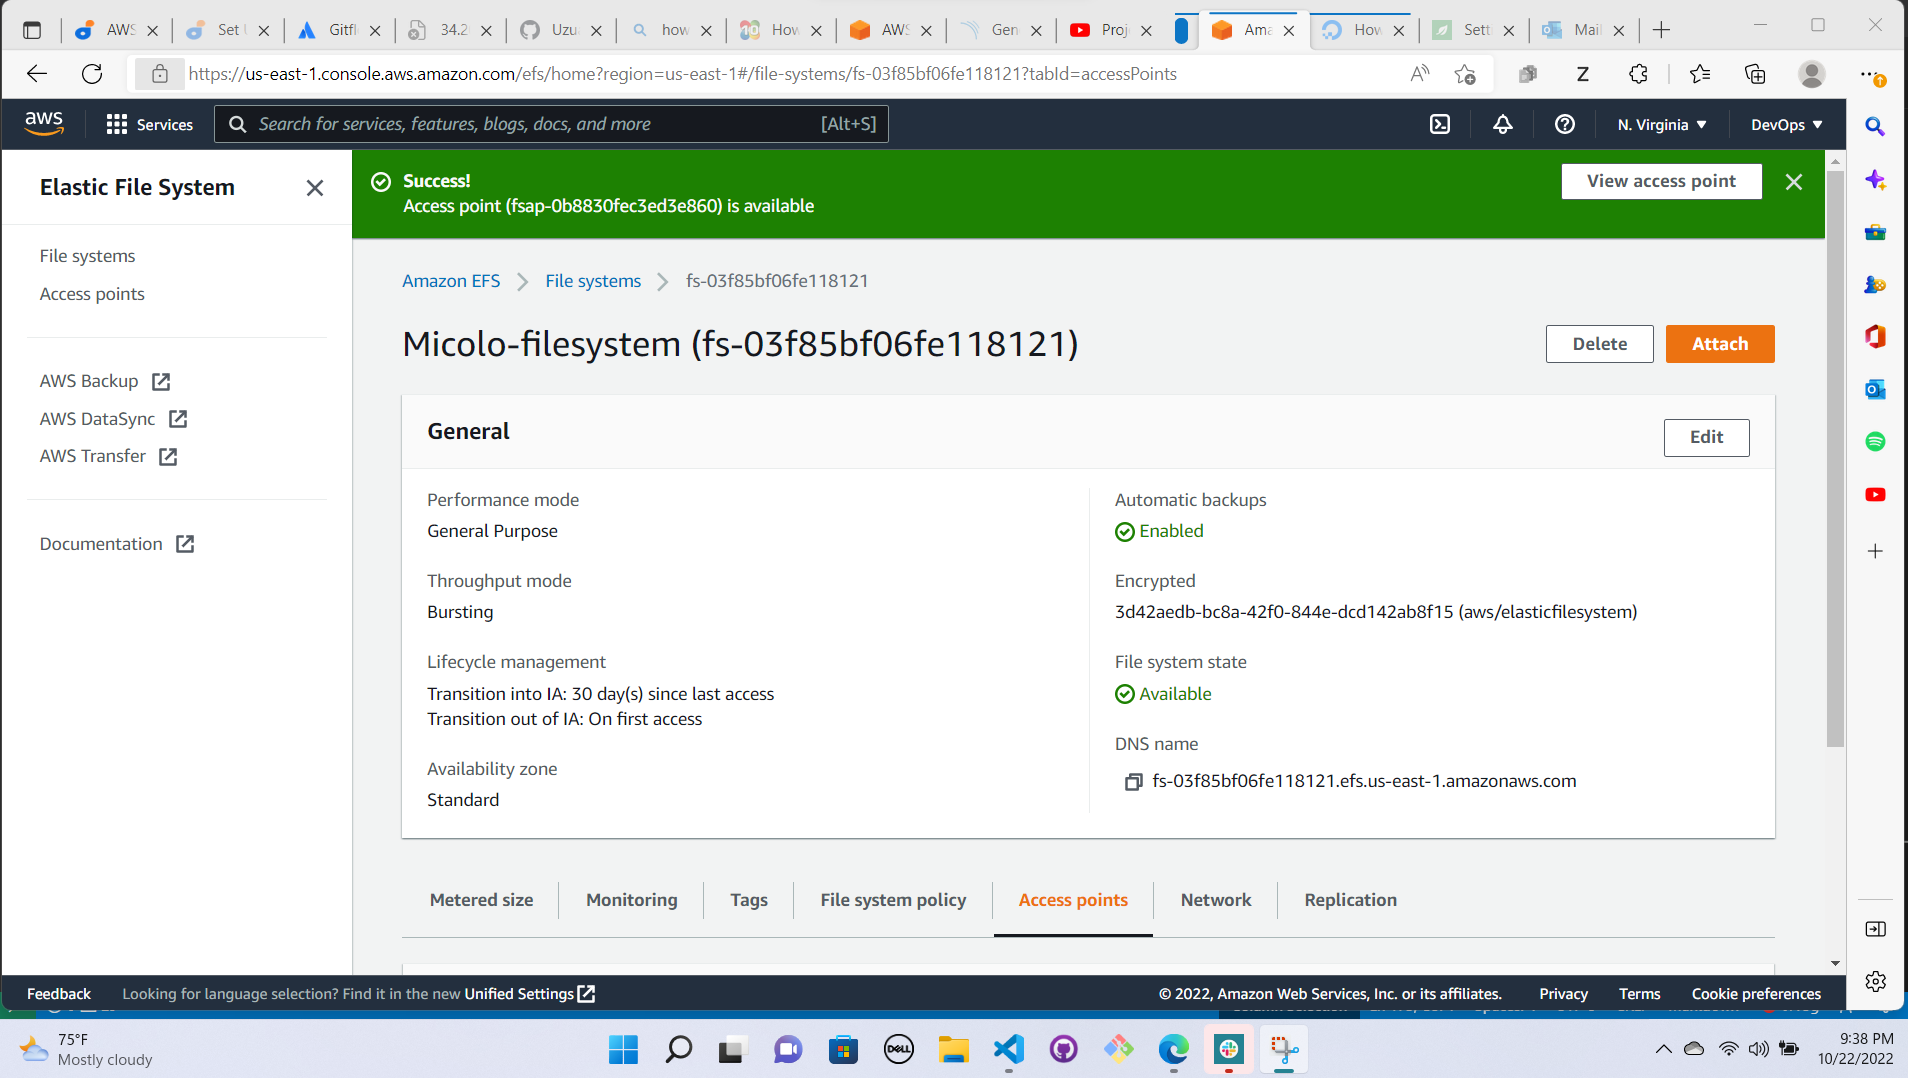 AWS
Set U
Gitfl
34.2
Uzu
how
How
AWS
Gen
Proj
Ama
How
Sett
Mail
https://us-east-1.console.aws.amazon.com/efs/home?region=us-east-1#/file-systems/fs-03f85bf06fe118121?tabId=accessPoints
aws
Services
Search for services, features, blogs, docs, and more
[Alt+S]
N. Virginia
DevOps
Elastic File System
File systems
Access points
AWS Backup
AWS DataSync
AWS Transfer
Documentation
Success!
Access point (fsap-0b8830fec3ed3e860) is available
View access point
Amazon EFS
File systems
fs-03f85bf06fe118121
Micolo-filesystem (fs-03f85bf06fe118121)
Delete
Attach
General
Edit
Performance mode
General Purpose
Throughput mode
Bursting
Lifecycle management
Transition into IA: 30 day(s) since last access
Transition out of IA: On first access
Availability zone
Standard
Automatic backups
Enabled
Encrypted
3d42aedb-bc8a-42f0-844e-dcd142ab8f15 (aws/elasticfilesystem)
File system state
Available
DNS name
fs-03f85bf06fe118121.efs.us-east-1.amazonaws.com
Metered size
Monitoring
Tags
File system policy
Access points
Network
Replication
Feedback
Looking for language selection? Find it in the new Unified Settings
© 2022, Amazon Web Services, Inc. or its affiliates.
Privacy
Terms
Cookie preferences
75°F
Mostly cloudy
DELL
9:38 PM
10/22/2022